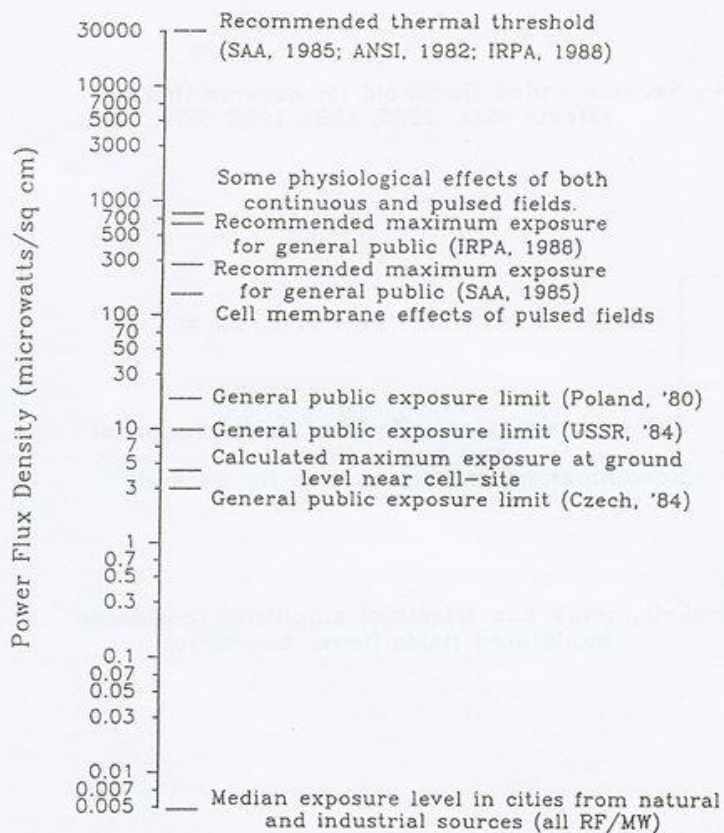 30000
Recommended thermal threshold
(SAA, 1985; ANSI, 1982; IRPA, 1988)
10000
7000
5000
3000
1000
Some physiological effects of both
continuous and pulsed fields.
700
Recommended maximum exposure
500
for general public (IRPA, 1988)
300
Recommended maximum exposure
for general public (SAA, 1985)
100
Cell membrane effects of pulsed fields
70
50
30
General public exposure limit (Poland, '80)
10
General public exposure limit (USSR, '84)
7
5
Calculated maximum exposure at ground
level near cell-site
3
General public exposure limit (Czech, '84)
1
0.7
0.5
0.3
0.1
0.07
0.05
0.03
0.01
0.007
0.005
Median exposure level in cities from natural
and industrial sources (all RF/MW)
Power Flux Density (microwatts/sq cm)